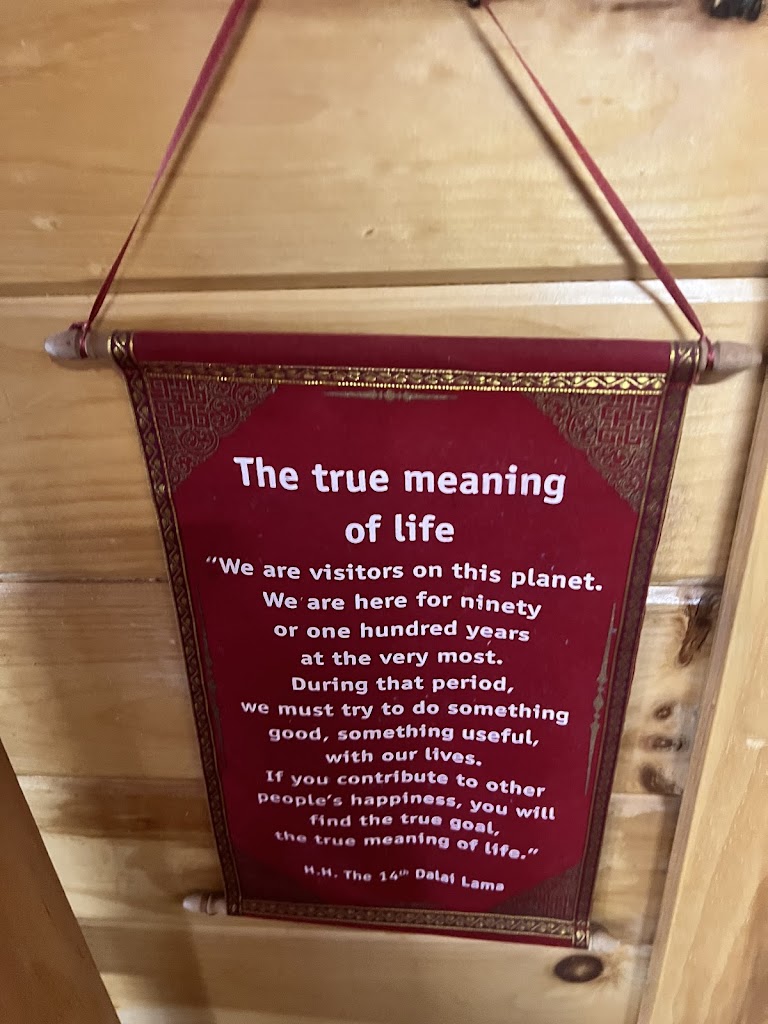 The true meaning
of life
“We are visitors on this planet.
We are here for ninety
or one hundred years
at the very most.
During that period,
we must try to do something
good, something useful,
with our lives.
If you contribute to other
people's happiness, you will
find the true goal,
the true meaning of life.”
H.H. The 14th Dalai Lama